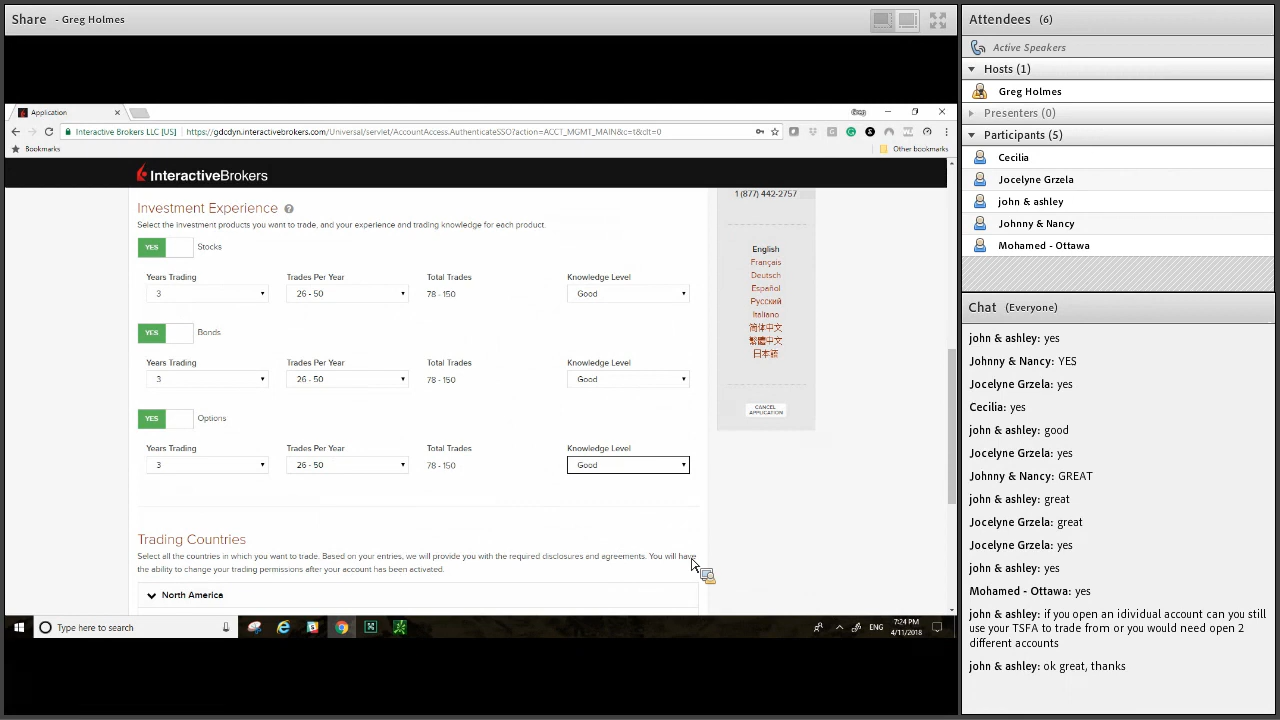 Share - Greg Holmes
Application
Greg
Interactive Brokers LLC [US] https://gdcdyn.interactivebrokers.com/Universal/servlet/AccountAccess.AuthenticateSSO?action=ACCT_MGMT_MAIN&c=t&clt=0
Bookmarks
Other bookmarks
InteractiveBrokers
1 (877) 442-2757
Investment Experience ?
Select the investment products you want to trade, and your experience and trading knowledge for each product.
YES Stocks
Years Trading Trades Per Year Total Trades Knowledge Level
3 26 - 50 78 - 150 Good
YES Bonds
Years Trading Trades Per Year Total Trades Knowledge Level
3 26 - 50 78 - 150 Good
YES Options
Years Trading Trades Per Year Total Trades Knowledge Level
3 26 - 50 78 - 150 Good
Trading Countries
Select all the countries in which you want to trade. Based on your entries, we will provide you with the required disclosures and agreements. You will have
the ability to change your trading permissions after your account has been activated.
North America
English
Français
Deutsch
Español
Русский
Italiano
简体中文
繁體中文
日本語
CANCEL
APPLICATION
Type here to search
ENG
7:24 PM
4/11/2018
Attendees (6)
Active Speakers
Hosts (1)
Greg Holmes
Presenters (0)
Participants (5)
Cecilia
Jocelyne Grzela
john & ashley
Johnny & Nancy
Mohamed - Ottawa
Chat (Everyone)
john & ashley: yes
Johnny & Nancy: YES
Jocelyne Grzela: yes
Cecilia: yes
john & ashley: good
Jocelyne Grzela: yes
Johnny & Nancy: GREAT
john & ashley: great
Jocelyne Grzela: great
Jocelyne Grzela: yes
john & ashley: yes
Mohamed - Ottawa: yes
john & ashley: if you open an idividual account can you still
use your TSFA to trade from or you would need open 2
different accounts
john & ashley: ok great, thanks